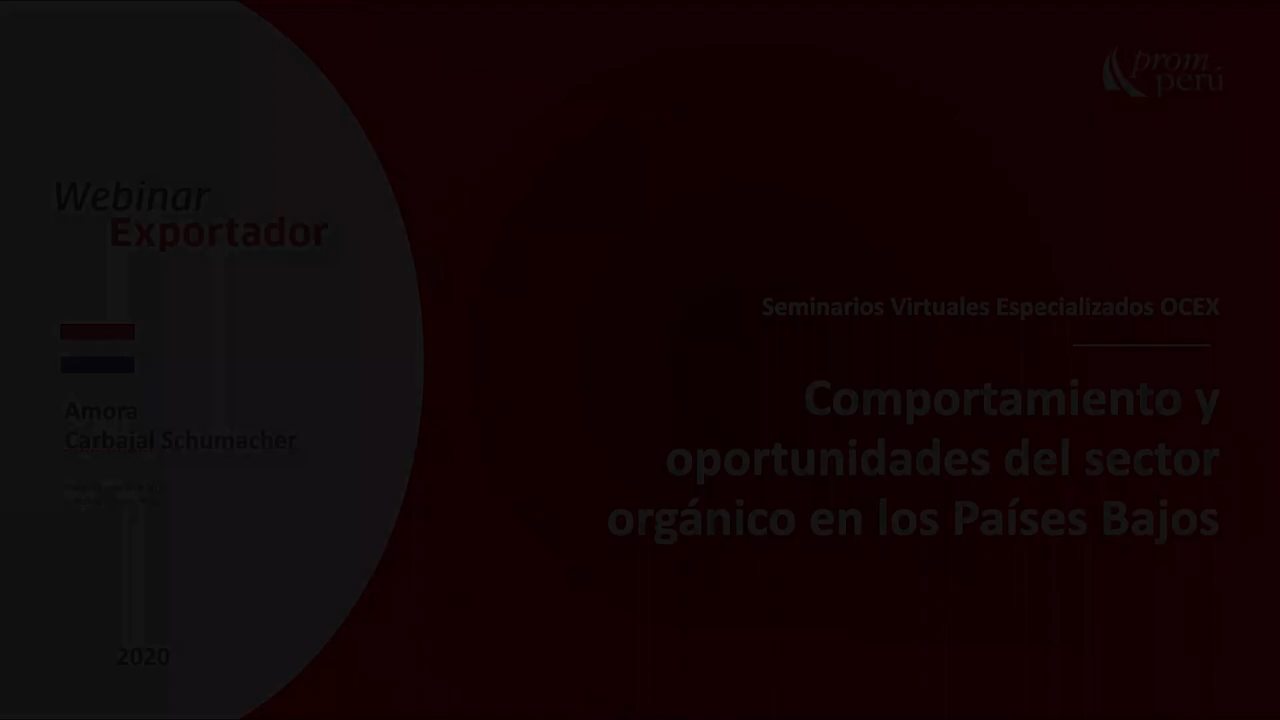 prom
perú
Webinar
Exportador
Amora
Carbajal Schumacher
2020
Seminarios Virtuales Especializados OCEX
Comportamiento y
oportunidades del sector
orgánico en los Países Bajos